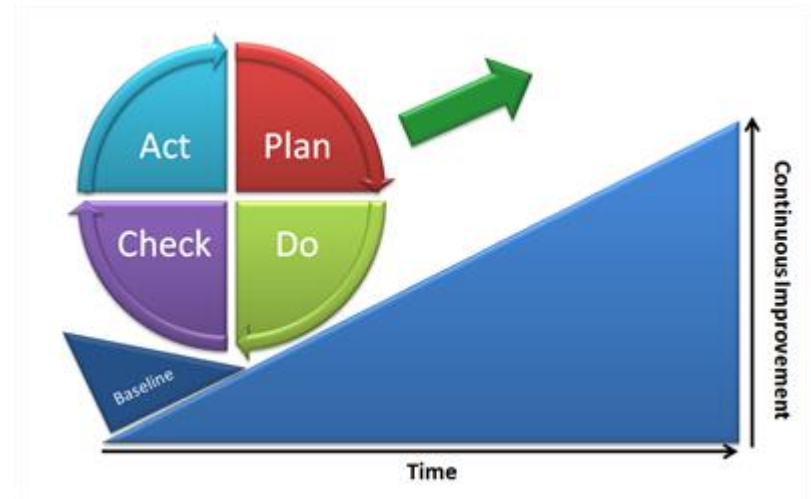 Act
Plan
Check
Do
Baseline
Continuous Improvement
Time